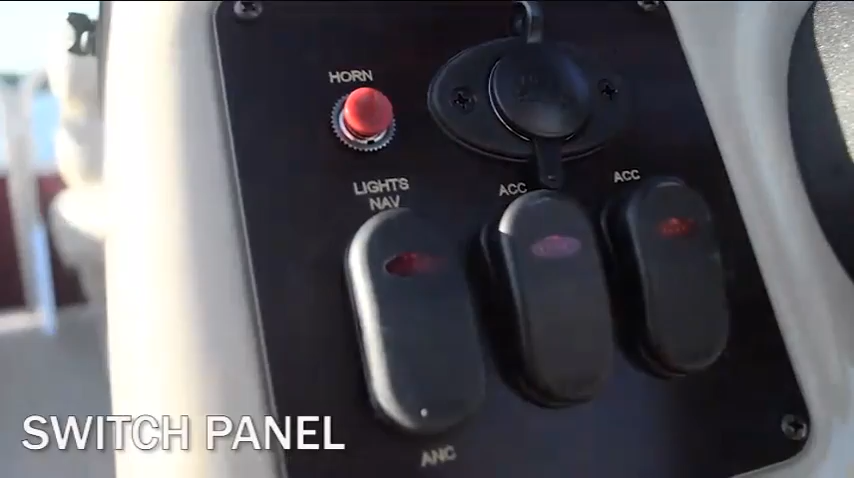 HORN
LIGHTS
NAV
ACC
ACC
ANC
SWITCH PANEL